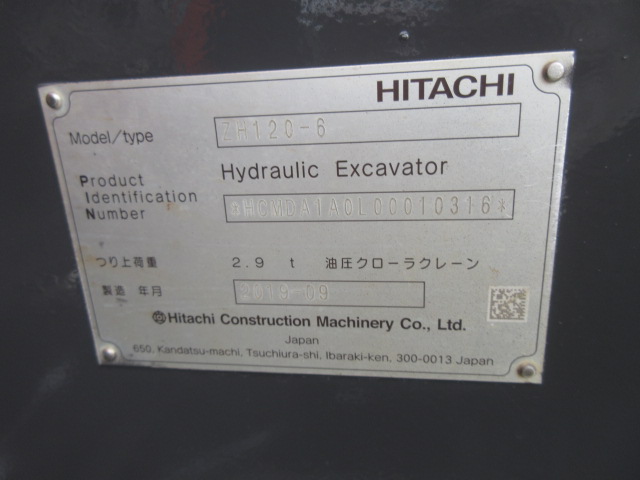 HITACHI
Model/type ZH120-6
Hydraulic Excavator
Product Identification Number *HCMDA1A0L00010316*
つり上荷重 2.9 t 油圧クローラクレーン
製造 年月 2019-09
Hitachi Construction Machinery Co., Ltd.
Japan
650, Kandatsu-machi, Tsuchiura-shi, Ibaraki-ken, 300-0013 Japan